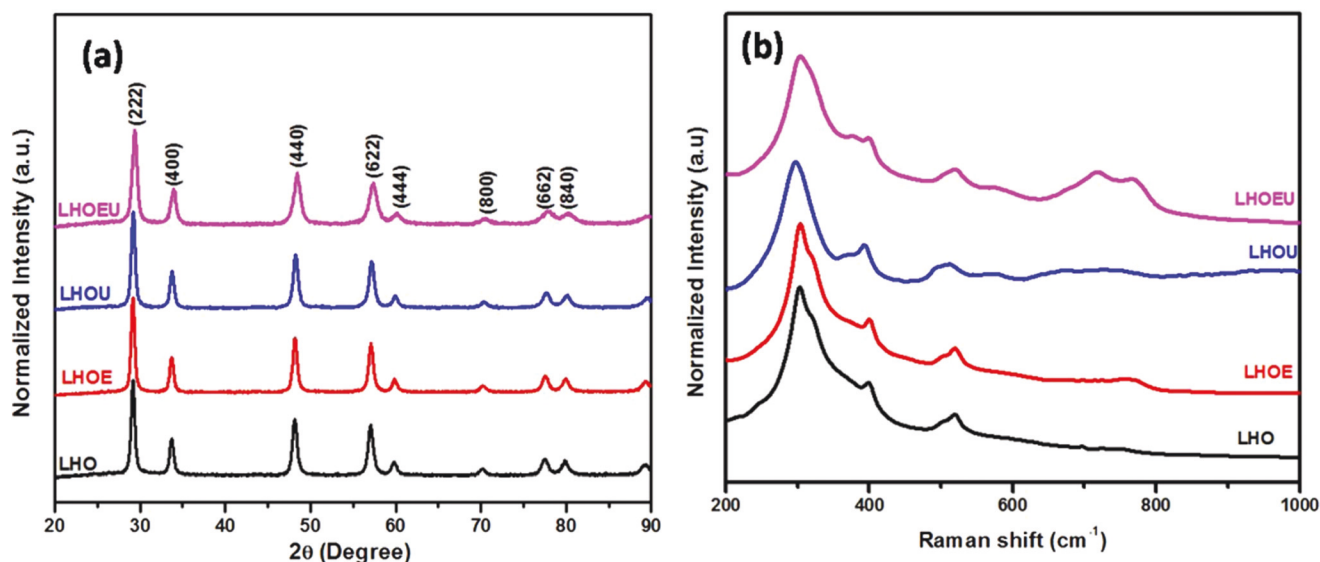 (a)
(222)
(400)
(440)
(622)
(444)
(800)
(662)
(840)
LHOEU
LHOU
LHOE
LHO
Normalized Intensity (a.u.)
20 30 40 50 60 70 80 90
2θ (Degree)
(b)
LHOEU
LHOU
LHOE
LHO
Normalized Intensity (a.u)
200 400 600 800 1000
Raman shift (cm⁻¹)